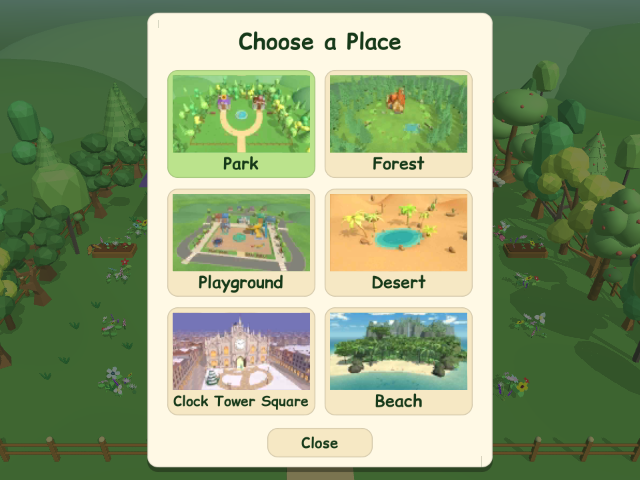 Choose a Place
Park
Forest
Playground
Desert
Clock Tower Square
Beach
Close